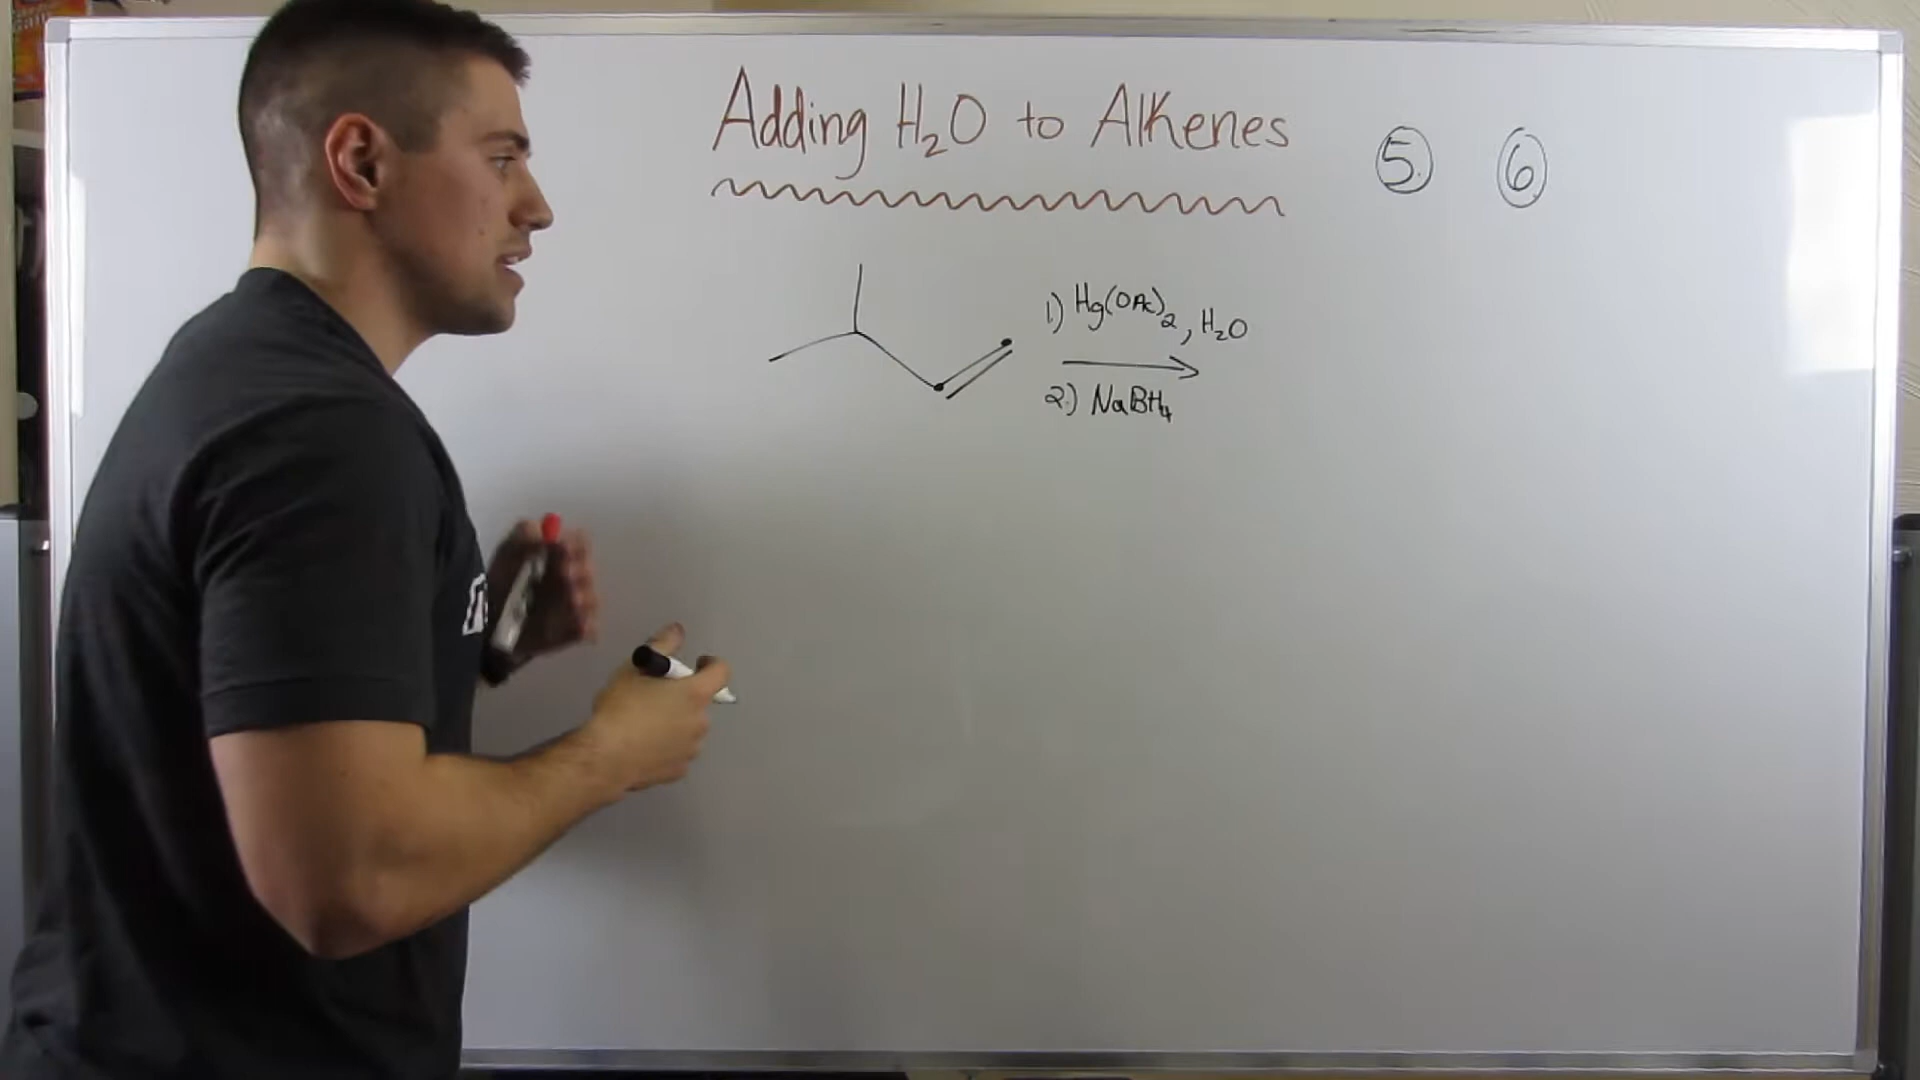 Adding H₂O to Alkenes
5. 6.
1.) Hg(OAc)₂, H₂O
2.) NaBH₄